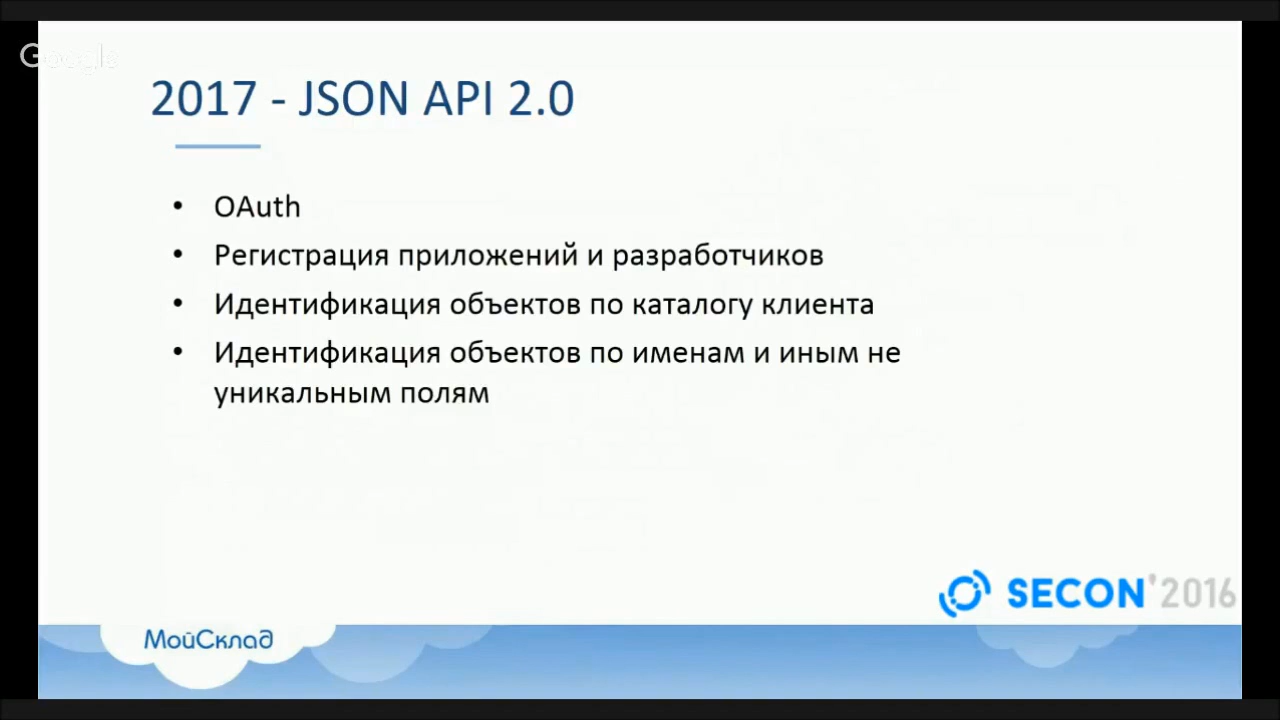 Google
2017 - JSON API 2.0
• OAuth
• Регистрация приложений и разработчиков
• Идентификация объектов по каталогу клиента
• Идентификация объектов по именам и иным не
уникальным полям
SECON'2016
МойСклад